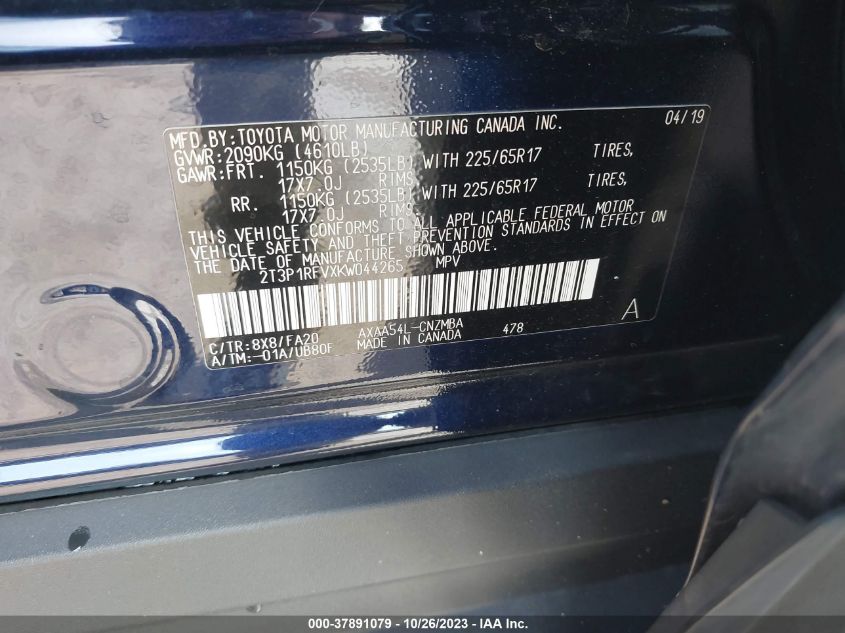 MFD.BY:TOYOTA MOTOR MANUFACTURING CANADA INC. 04/19
GVWR:2090KG (4610LB)
GAWR:FRT. 1150KG (2535LB) WITH 225/65R17 TIRES,
17X7.0J RIMS
RR. 1150KG (2535LB) WITH 225/65R17 TIRES,
17X7.0J RIMS
THIS VEHICLE CONFORMS TO ALL APPLICABLE FEDERAL MOTOR
VEHICLE SAFETY AND THEFT PREVENTION STANDARDS IN EFFECT ON
THE DATE OF MANUFACTURE SHOWN ABOVE.
2T3P1RFVXKW044265 MPV
A
C/TR:8X8/FA20 AXAA54L-CNZMBA 478
A/TM:-01A/UB80F MADE IN CANADA
000-37891079 - 10/26/2023 - IAA Inc.